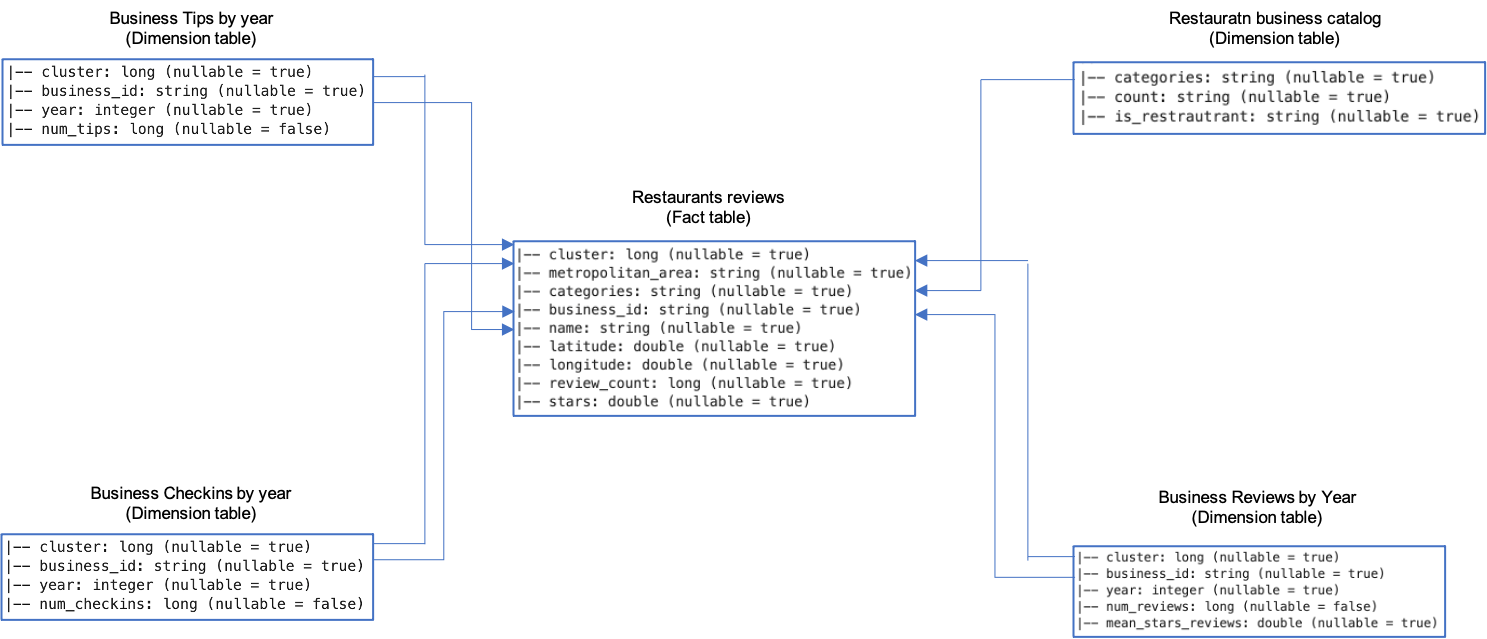 Business Tips by year
(Dimension table)
|-- cluster: long (nullable = true)
|-- business_id: string (nullable = true)
|-- year: integer (nullable = true)
|-- num_tips: long (nullable = false)
Restauratn business catalog
(Dimension table)
|-- categories: string (nullable = true)
|-- count: string (nullable = true)
|-- is_restrautrant: string (nullable = true)
Restaurants reviews
(Fact table)
|-- cluster: long (nullable = true)
|-- metropolitan_area: string (nullable = true)
|-- categories: string (nullable = true)
|-- business_id: string (nullable = true)
|-- name: string (nullable = true)
|-- latitude: double (nullable = true)
|-- longitude: double (nullable = true)
|-- review_count: long (nullable = true)
|-- stars: double (nullable = true)
Business Checkins by year
(Dimension table)
|-- cluster: long (nullable = true)
|-- business_id: string (nullable = true)
|-- year: integer (nullable = true)
|-- num_checkins: long (nullable = false)
Business Reviews by Year
(Dimension table)
|-- cluster: long (nullable = true)
|-- business_id: string (nullable = true)
|-- year: integer (nullable = true)
|-- num_reviews: long (nullable = false)
|-- mean_stars_reviews: double (nullable = true)